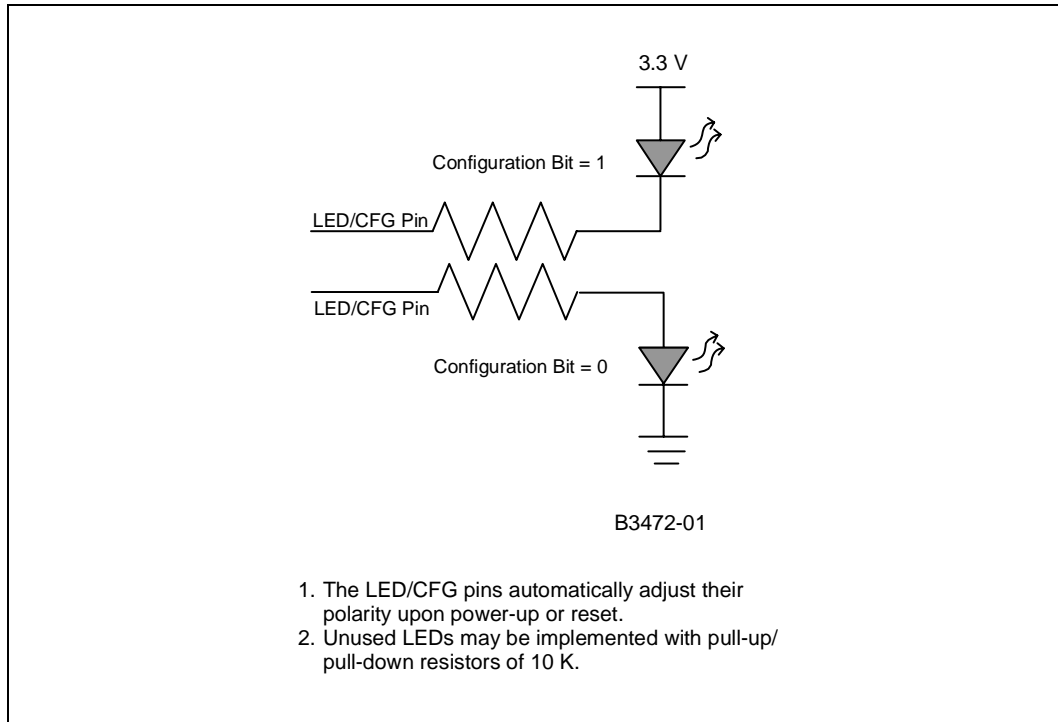 3.3 V
Configuration Bit = 1
LED/CFG Pin
LED/CFG Pin
Configuration Bit = 0
B3472-01
1. The LED/CFG pins automatically adjust their
polarity upon power-up or reset.
2. Unused LEDs may be implemented with pull-up/
pull-down resistors of 10 K.